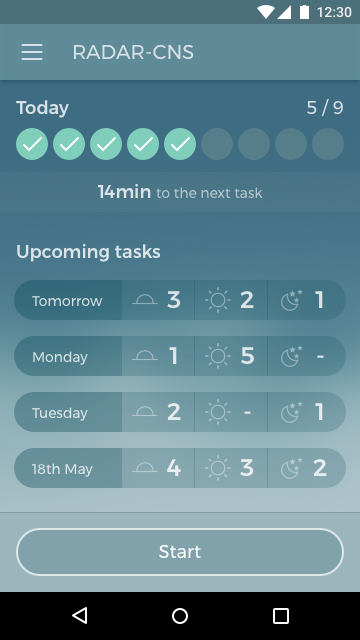 12:30
RADAR-CNS
Today 5 / 9
14min to the next task
Upcoming tasks
Tomorrow 3 2 1
Monday 1 5 -
Tuesday 2 - 1
18th May 4 3 2
Start